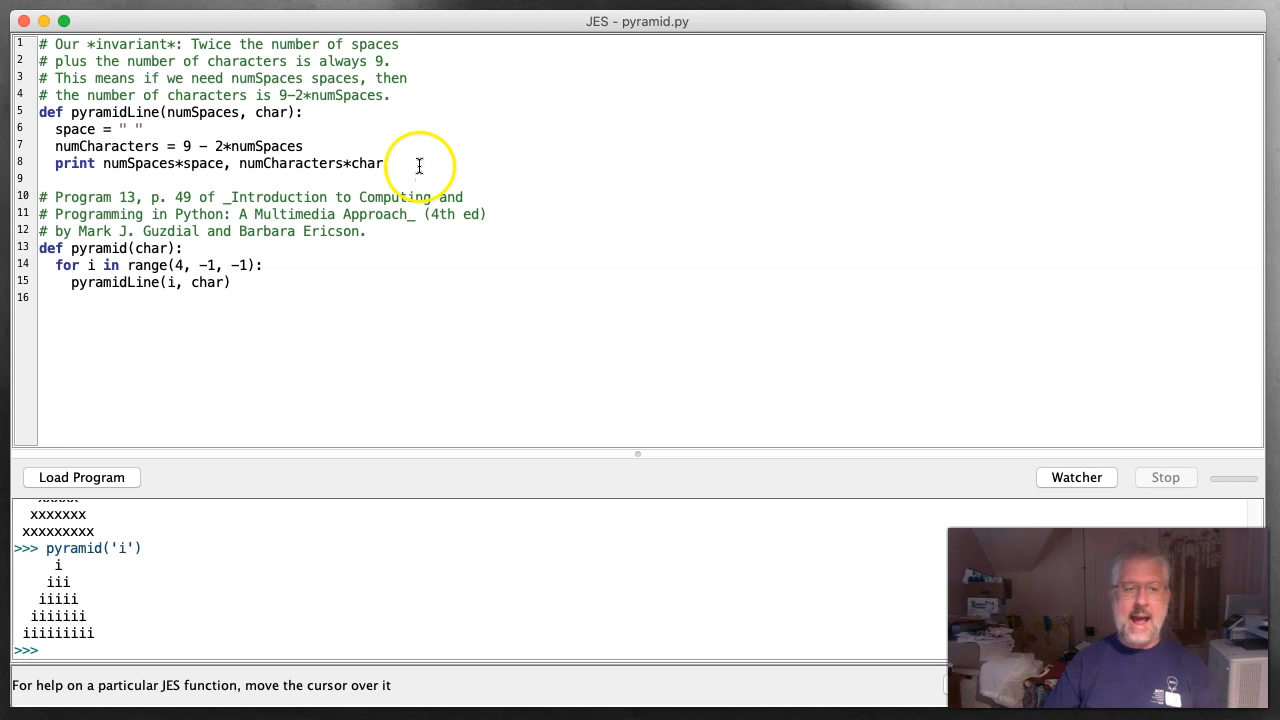 JES - pyramid.py
1 # Our *invariant*: Twice the number of spaces
2 # plus the number of characters is always 9.
3 # This means if we need numSpaces spaces, then
4 # the number of characters is 9-2*numSpaces.
5 def pyramidLine(numSpaces, char):
6   space = " "
7   numCharacters = 9 - 2*numSpaces
8   print numSpaces*space, numCharacters*char
9
10 # Program 13, p. 49 of _Introduction to Computing and
11 # Programming in Python: A Multimedia Approach_ (4th ed)
12 # by Mark J. Guzdial and Barbara Ericson.
13 def pyramid(char):
14   for i in range(4, -1, -1):
15     pyramidLine(i, char)
16
Load Program
Watcher
Stop
   xxxxx
  xxxxxxx
 xxxxxxxxx
>>> pyramid('i')
     i
    iii
   iiiii
  iiiiiii
 iiiiiiiii
>>>
For help on a particular JES function, move the cursor over it